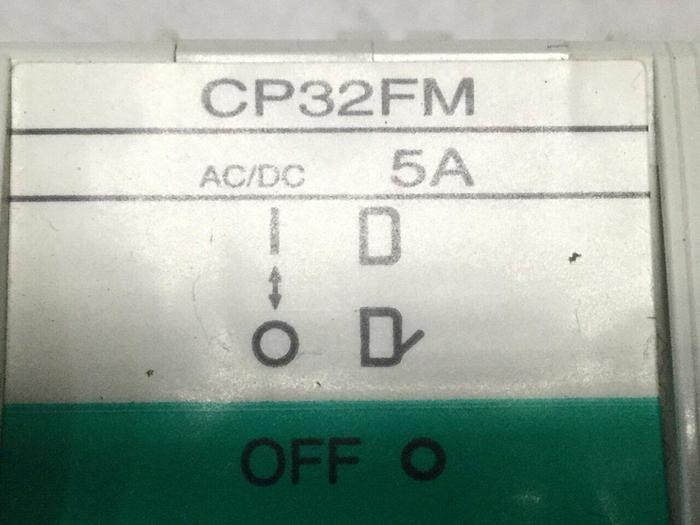 CP32FM
AC/DC 5A
I
O
OFF O